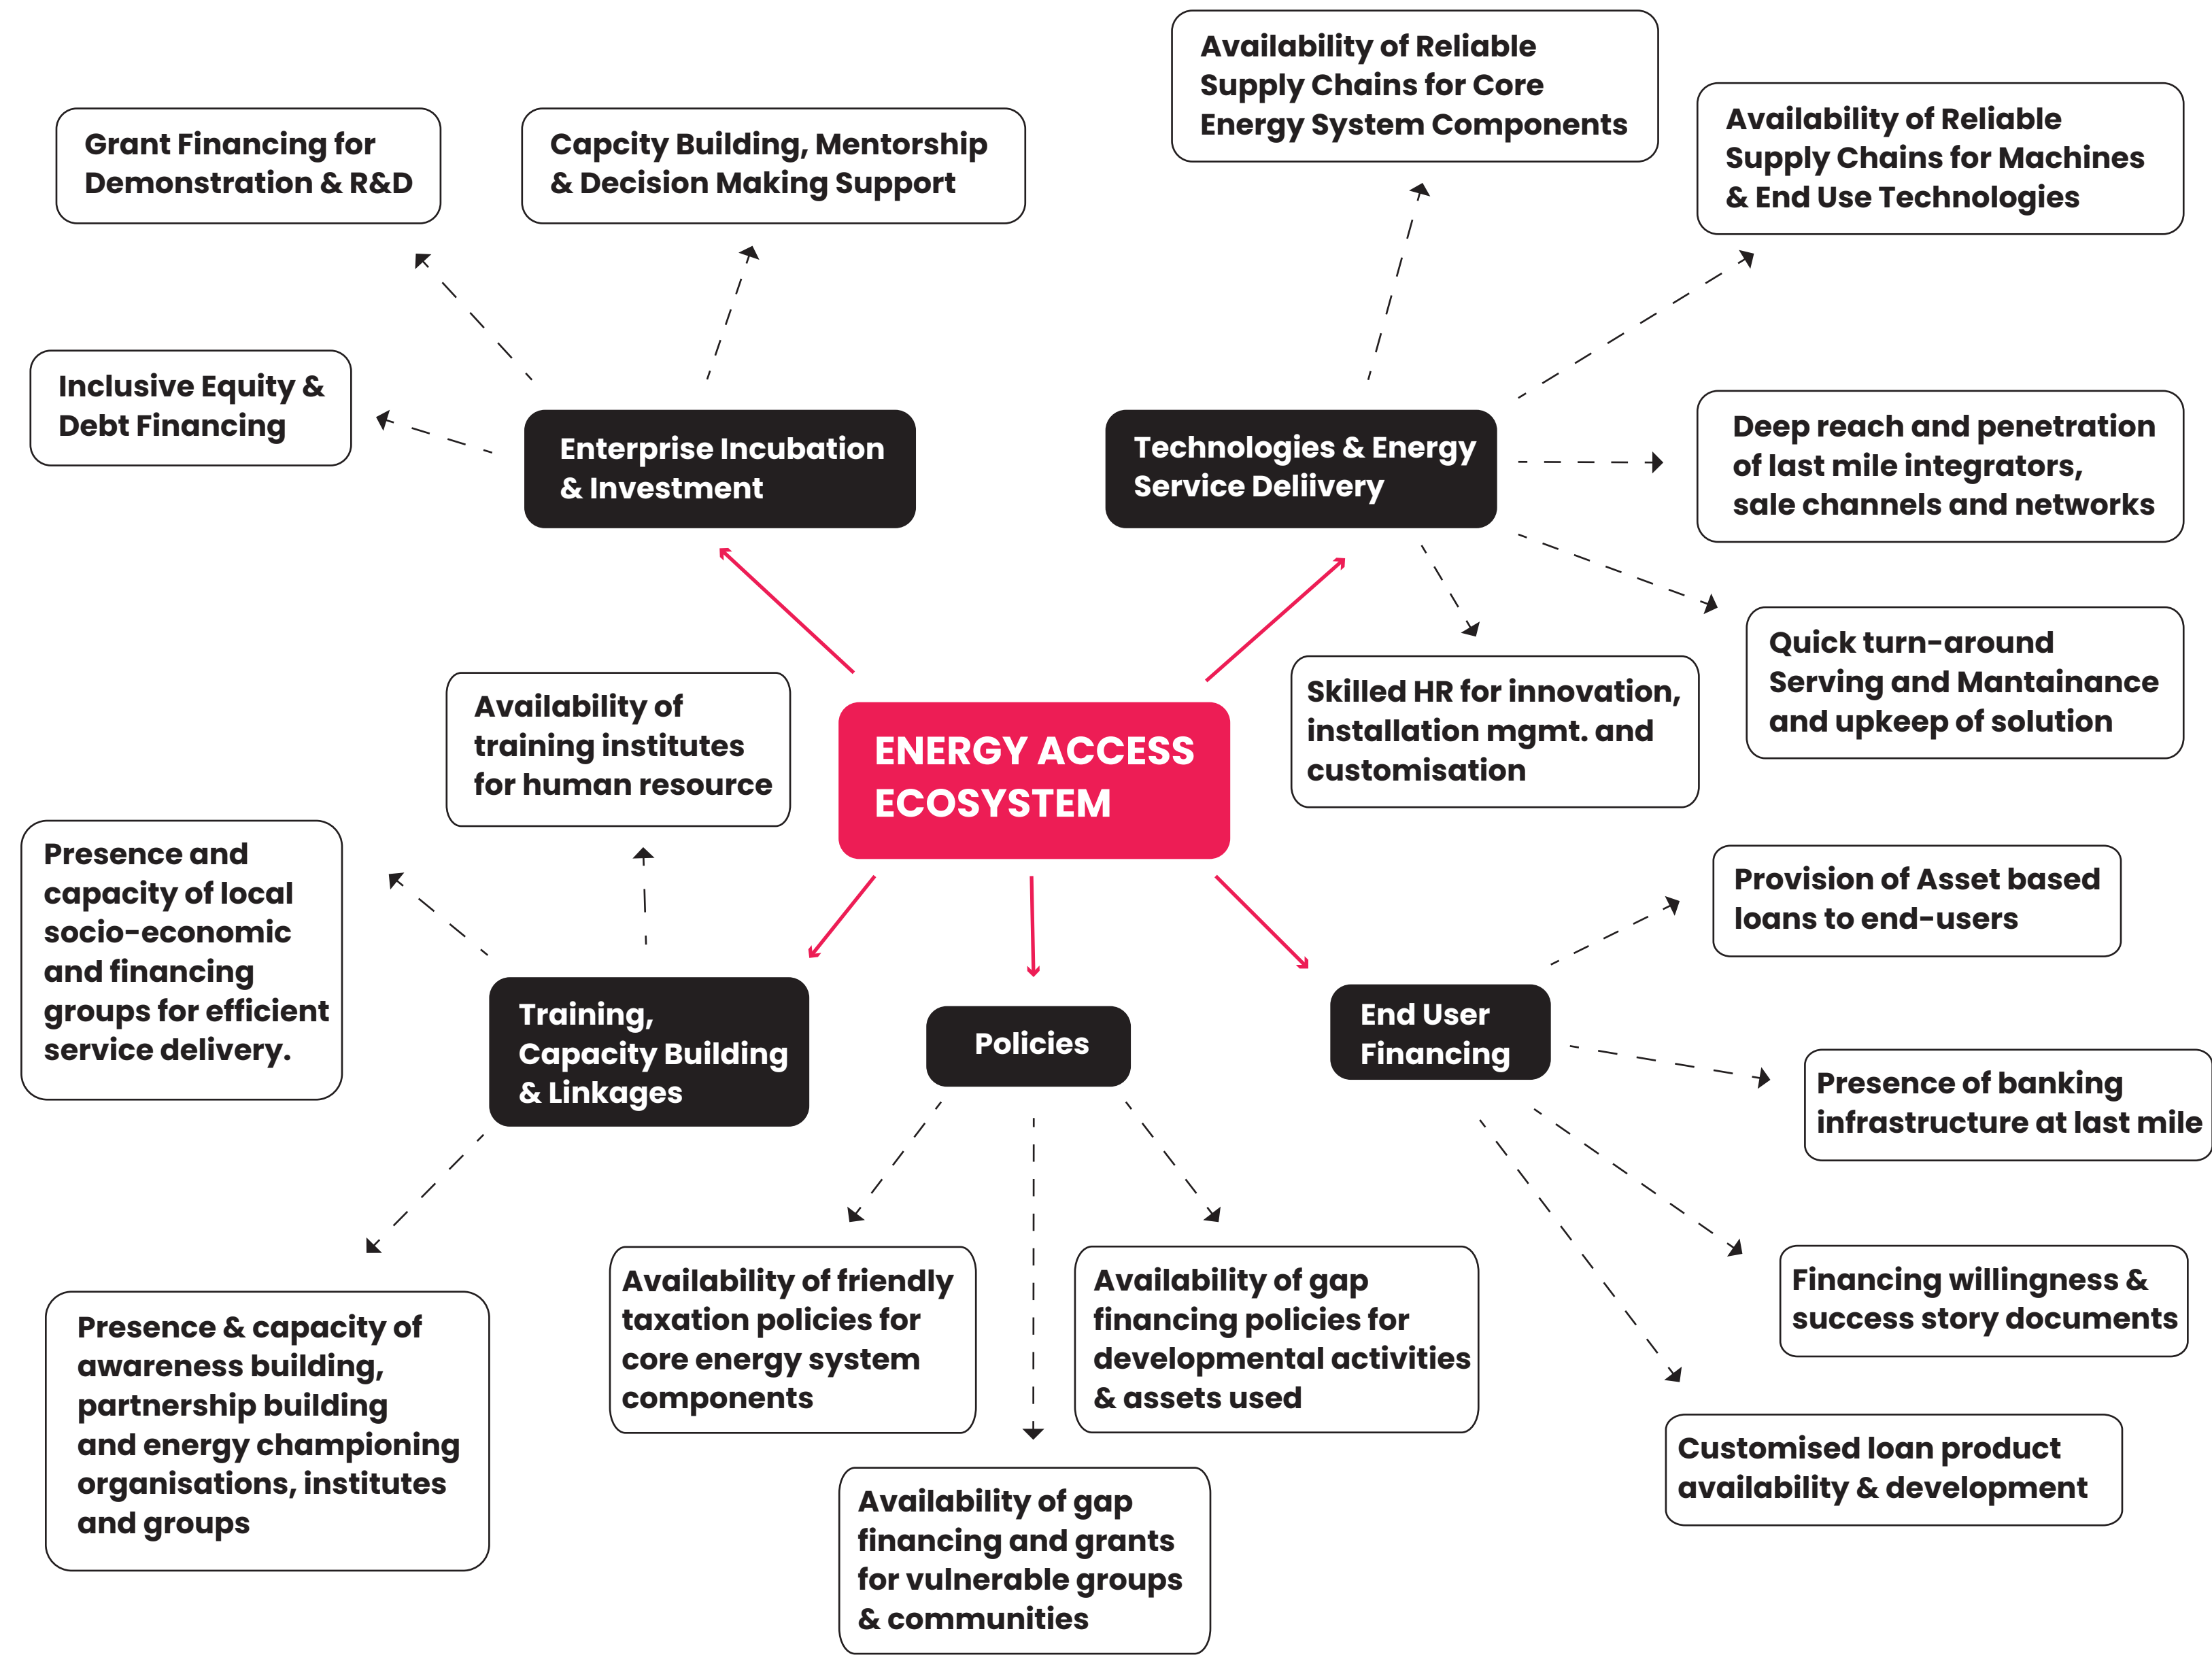 Availability of Reliable
Supply Chains for Core
Energy System Components
Availability of Reliable
Supply Chains for Machines
& End Use Technologies
Grant Financing for
Demonstration & R&D
Capcity Building, Mentorship
& Decision Making Support
Inclusive Equity &
Debt Financing
Enterprise Incubation
& Investment
Technologies & Energy
Service Deliivery
Deep reach and penetration
of last mile integrators,
sale channels and networks
Quick turn-around
Serving and Mantainance
and upkeep of solution
Skilled HR for innovation,
installation mgmt. and
customisation
Availability of
training institutes
for human resource
ENERGY ACCESS
ECOSYSTEM
Presence and
capacity of local
socio-economic
and financing
groups for efficient
service delivery.
Provision of Asset based
loans to end-users
Training,
Capacity Building
& Linkages
Policies
End User
Financing
Presence of banking
infrastructure at last mile
Availability of friendly
taxation policies for
core energy system
components
Availability of gap
financing policies for
developmental activities
& assets used
Financing willingness &
success story documents
Presence & capacity of
awareness building,
partnership building
and energy championing
organisations, institutes
and groups
Customised loan product
availability & development
Availability of gap
financing and grants
for vulnerable groups
& communities